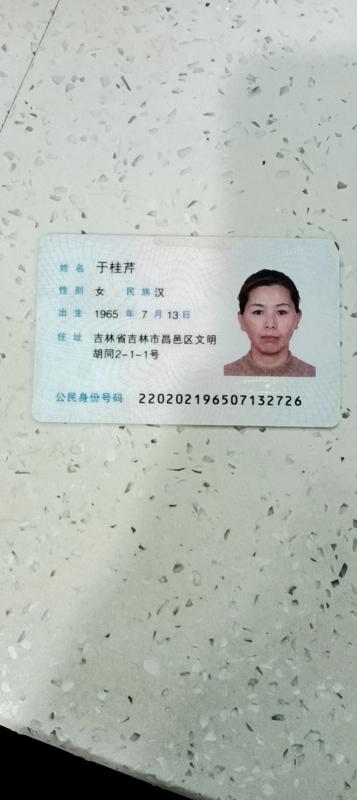 姓名 于桂芹
性别 女 民族 汉
出生 1965 年 7 月 13 日
住址 吉林省吉林市昌邑区文明
胡同2-1-1号
公民身份号码 220202196507132726